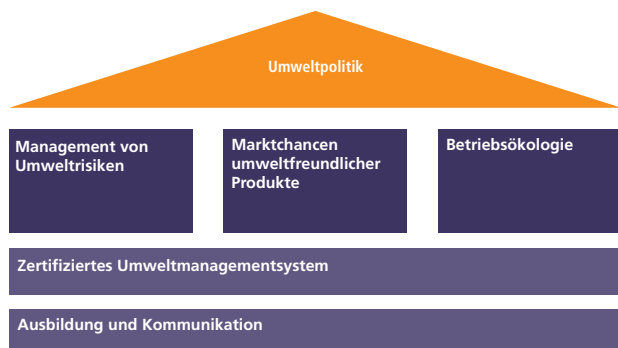 Umweltpolitik
Management von
Umweltrisiken
Marktchancen
umweltfreundlicher
Produkte
Betriebsökologie
Zertifiziertes Umweltmanagementsystem
Ausbildung und Kommunikation